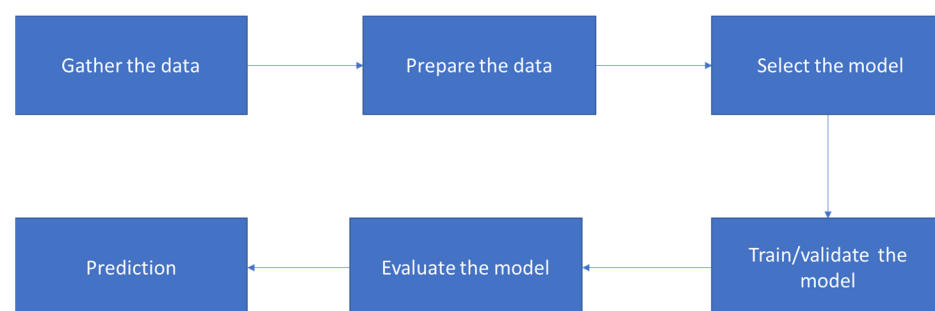 Gather the data
Prepare the data
Select the model
Train/validate the
model
Evaluate the model
Prediction